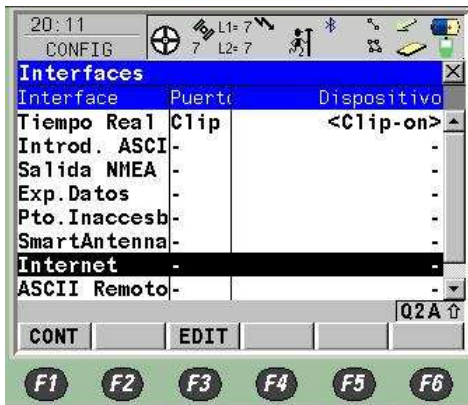 20:11
CONFIG
7
L1= 7
L2= 7
Interfaces
Interface Puerto Dispositivo
Tiempo Real Clip <Clip-on>
Introd. ASCI - -
Salida NMEA - -
Exp.Datos - -
Pto.Inaccesb - -
SmartAntenna - -
Internet - -
ASCII Remoto - -
Q2A
CONT EDIT
F1 F2 F3 F4 F5 F6